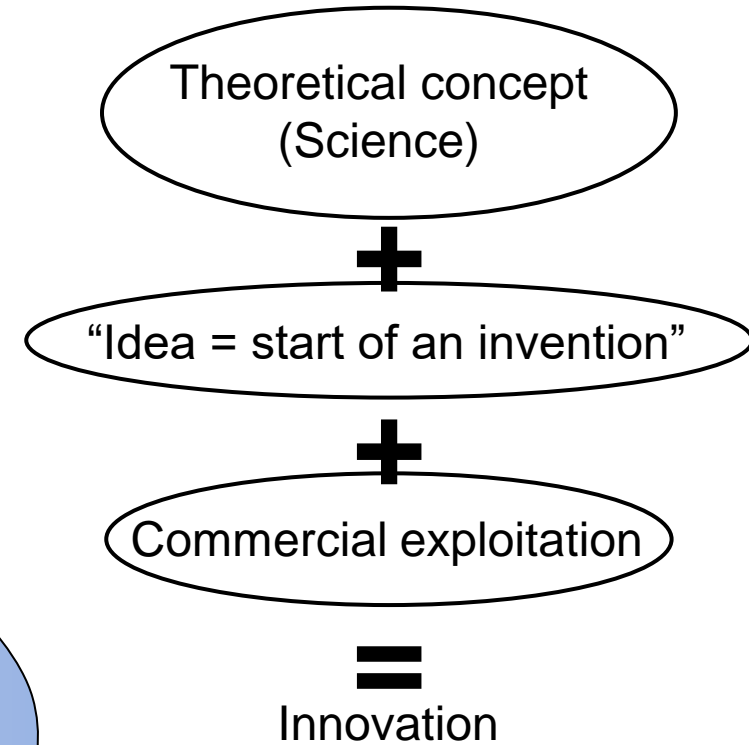 Theoretical concept
(Science)
+
“Idea = start of an invention”
+
Commercial exploitation
=
Innovation